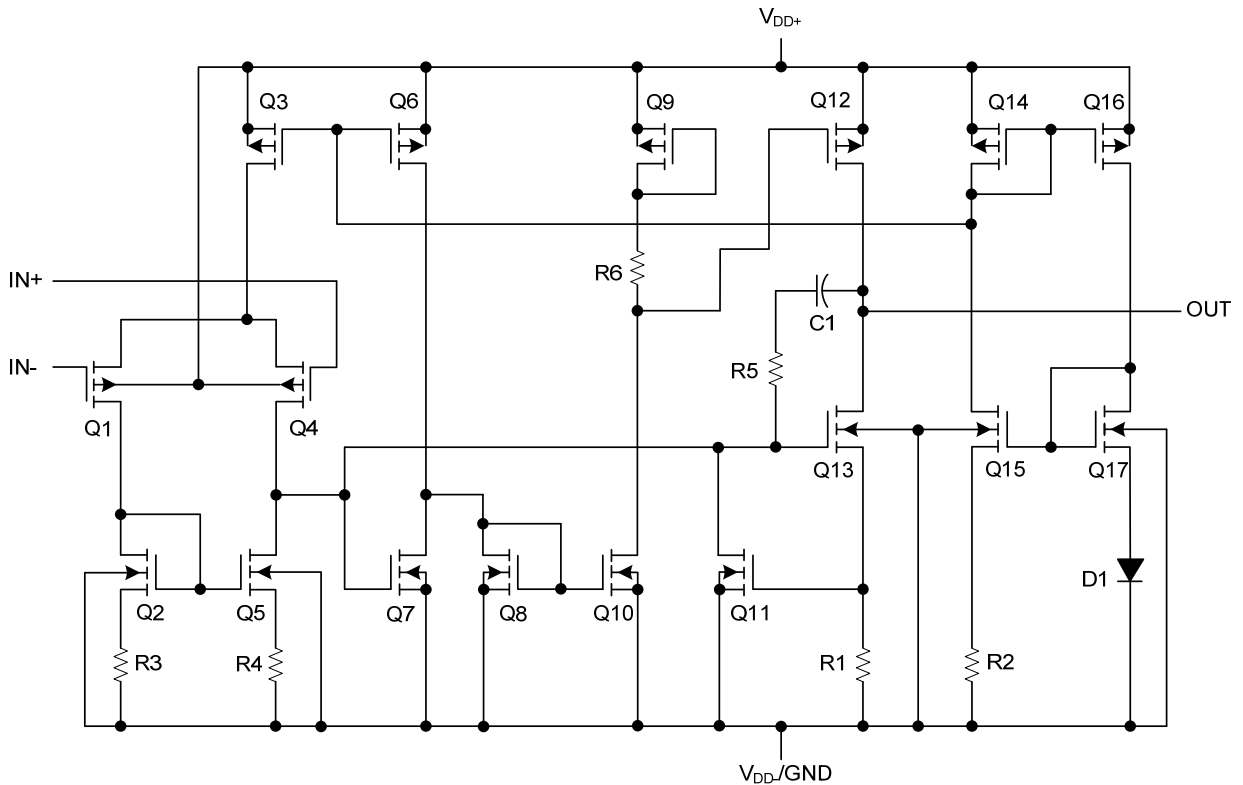 VDD+
Q3
Q6
Q9
Q12
Q14
Q16
IN+
R6
C1
OUT
IN-
R5
Q1
Q4
Q13
Q15
Q17
D1
Q2
Q5
Q7
Q8
Q10
Q11
R3
R4
R1
R2
VDD-/GND